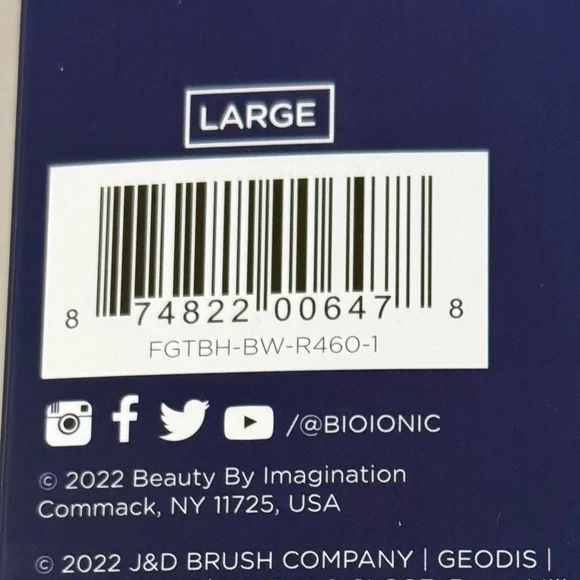 LARGE
8 74822 00647 8
FGTBH-BW-R460-1
/@BIOIONIC
© 2022 Beauty By Imagination
Commack, NY 11725, USA
© 2022 J&D BRUSH COMPANY | GEODIS |